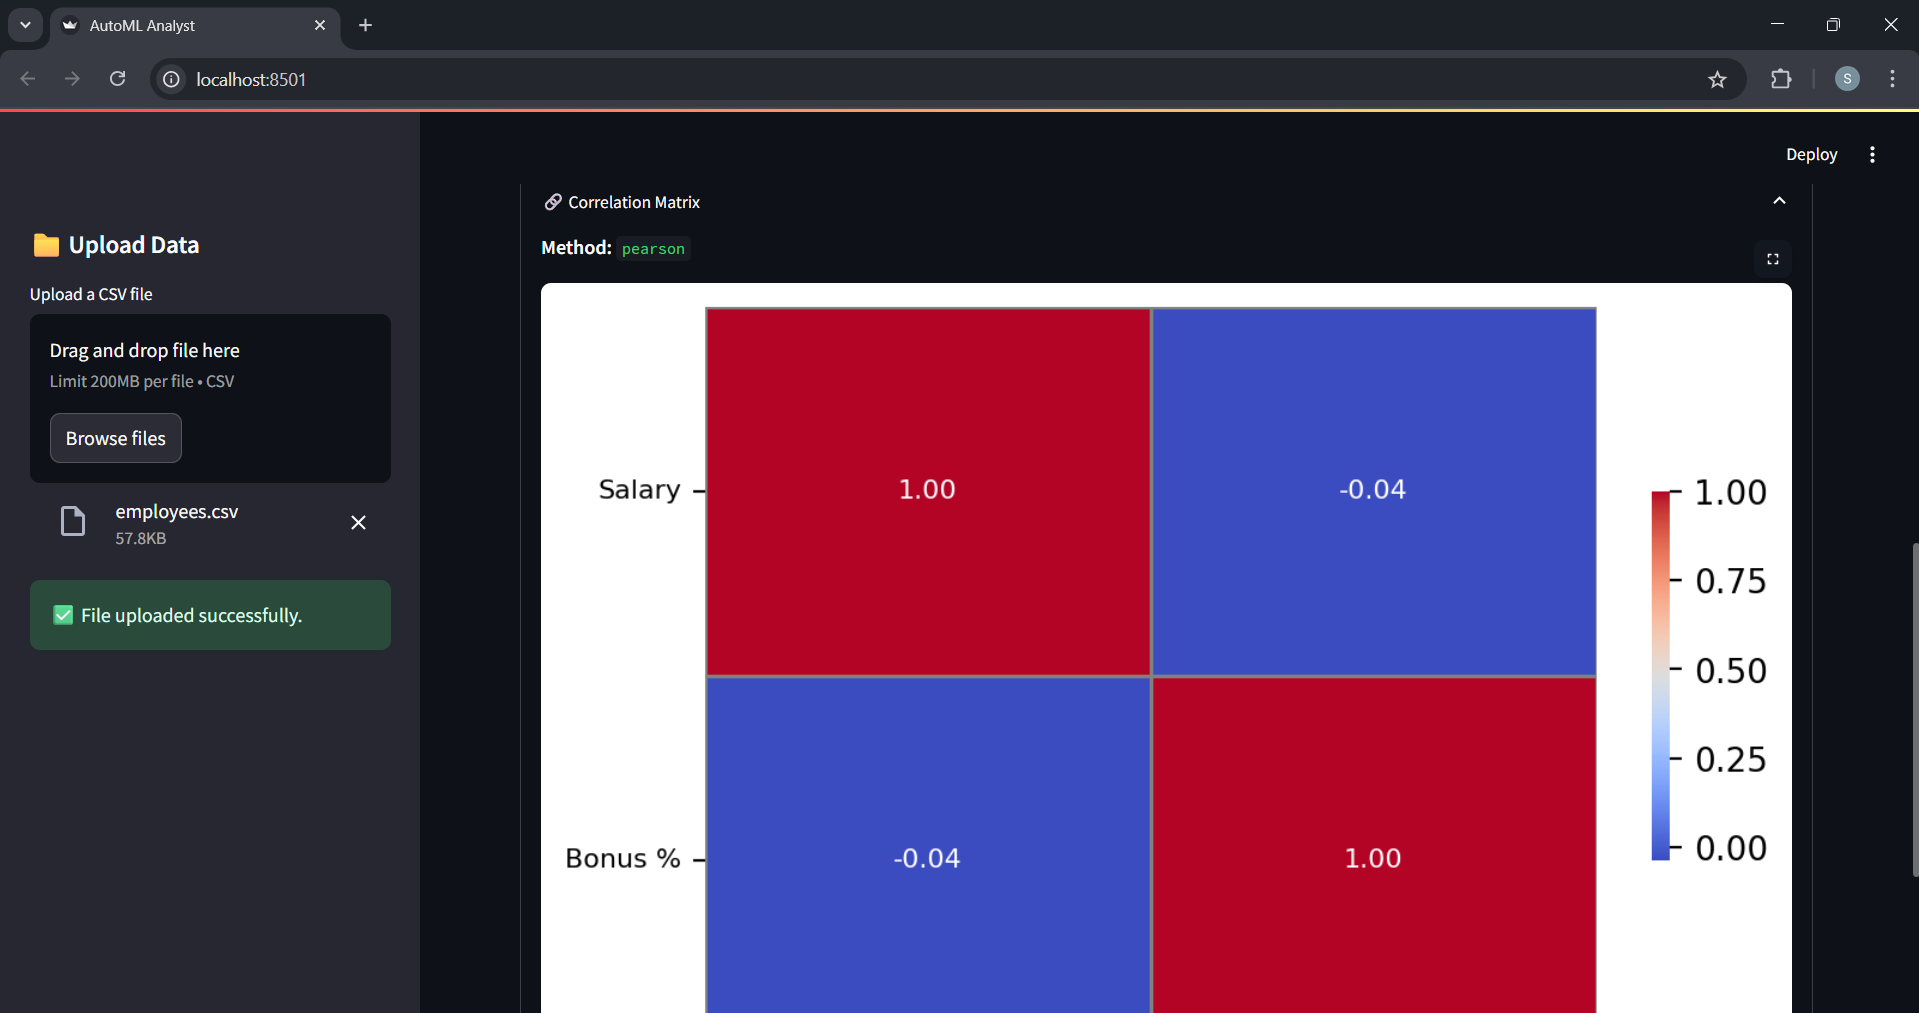 AutoML Analyst
localhost:8501
S
Deploy
Upload Data
Upload a CSV file
Drag and drop file here
Limit 200MB per file • CSV
Browse files
employees.csv
57.8KB
File uploaded successfully.
Correlation Matrix
Method: pearson
Salary
1.00
-0.04
Bonus %
-0.04
1.00
1.00
0.75
0.50
0.25
0.00